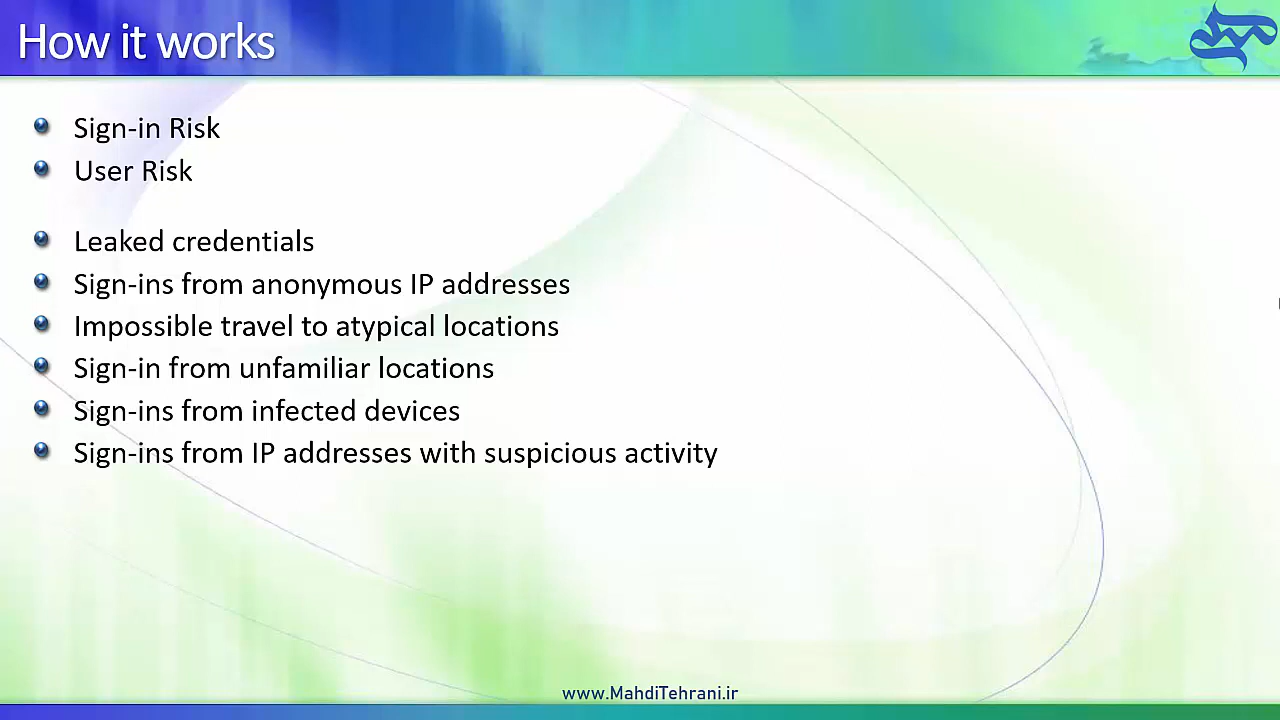 How it works
Sign-in Risk
User Risk
Leaked credentials
Sign-ins from anonymous IP addresses
Impossible travel to atypical locations
Sign-in from unfamiliar locations
Sign-ins from infected devices
Sign-ins from IP addresses with suspicious activity
www.MahdiTehrani.ir